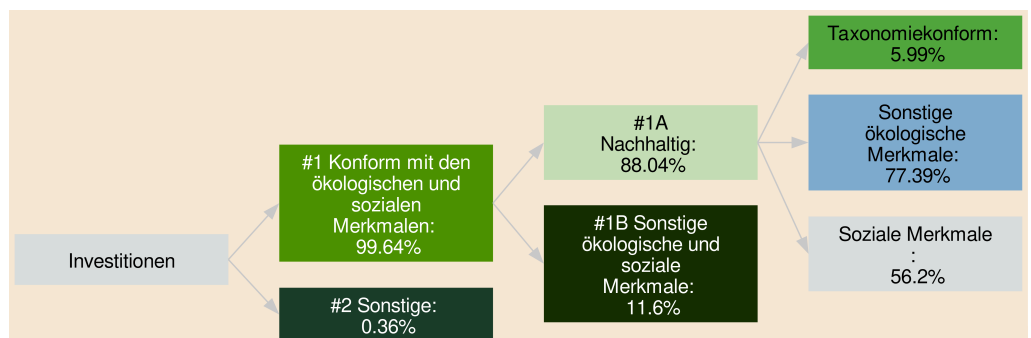 Investitionen
#1 Konform mit den
ökologischen und
sozialen
Merkmalen:
99.64%
#2 Sonstige:
0.36%
#1A
Nachhaltig:
88.04%
#1B Sonstige
ökologische und
soziale
Merkmale:
11.6%
Taxonomiekonform:
5.99%
Sonstige
ökologische
Merkmale:
77.39%
Soziale Merkmale
:
56.2%